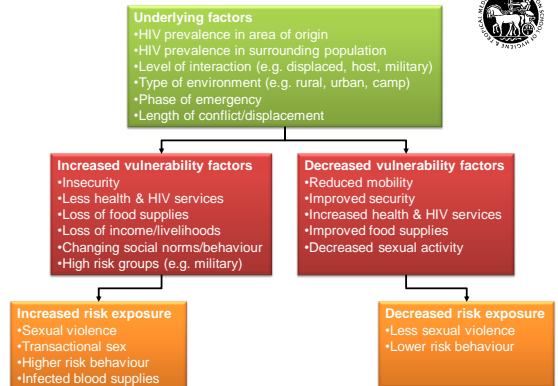 Underlying factors
•HIV prevalence in area of origin
•HIV prevalence in surrounding population
•Level of interaction (e.g. displaced, host, military)
•Type of environment (e.g. rural, urban, camp)
•Phase of emergency
•Length of conflict/displacement
Increased vulnerability factors
•Insecurity
•Less health & HIV services
•Loss of food supplies
•Loss of income/livelihoods
•Changing social norms/behaviour
•High risk groups (e.g. military)
Decreased vulnerability factors
•Reduced mobility
•Improved security
•Increased health & HIV services
•Improved food supplies
•Decreased sexual activity
Increased risk exposure
•Sexual violence
•Transactional sex
•Higher risk behaviour
•Infected blood supplies
Decreased risk exposure
•Less sexual violence
•Lower risk behaviour
OF HYGIENE & TROPICAL